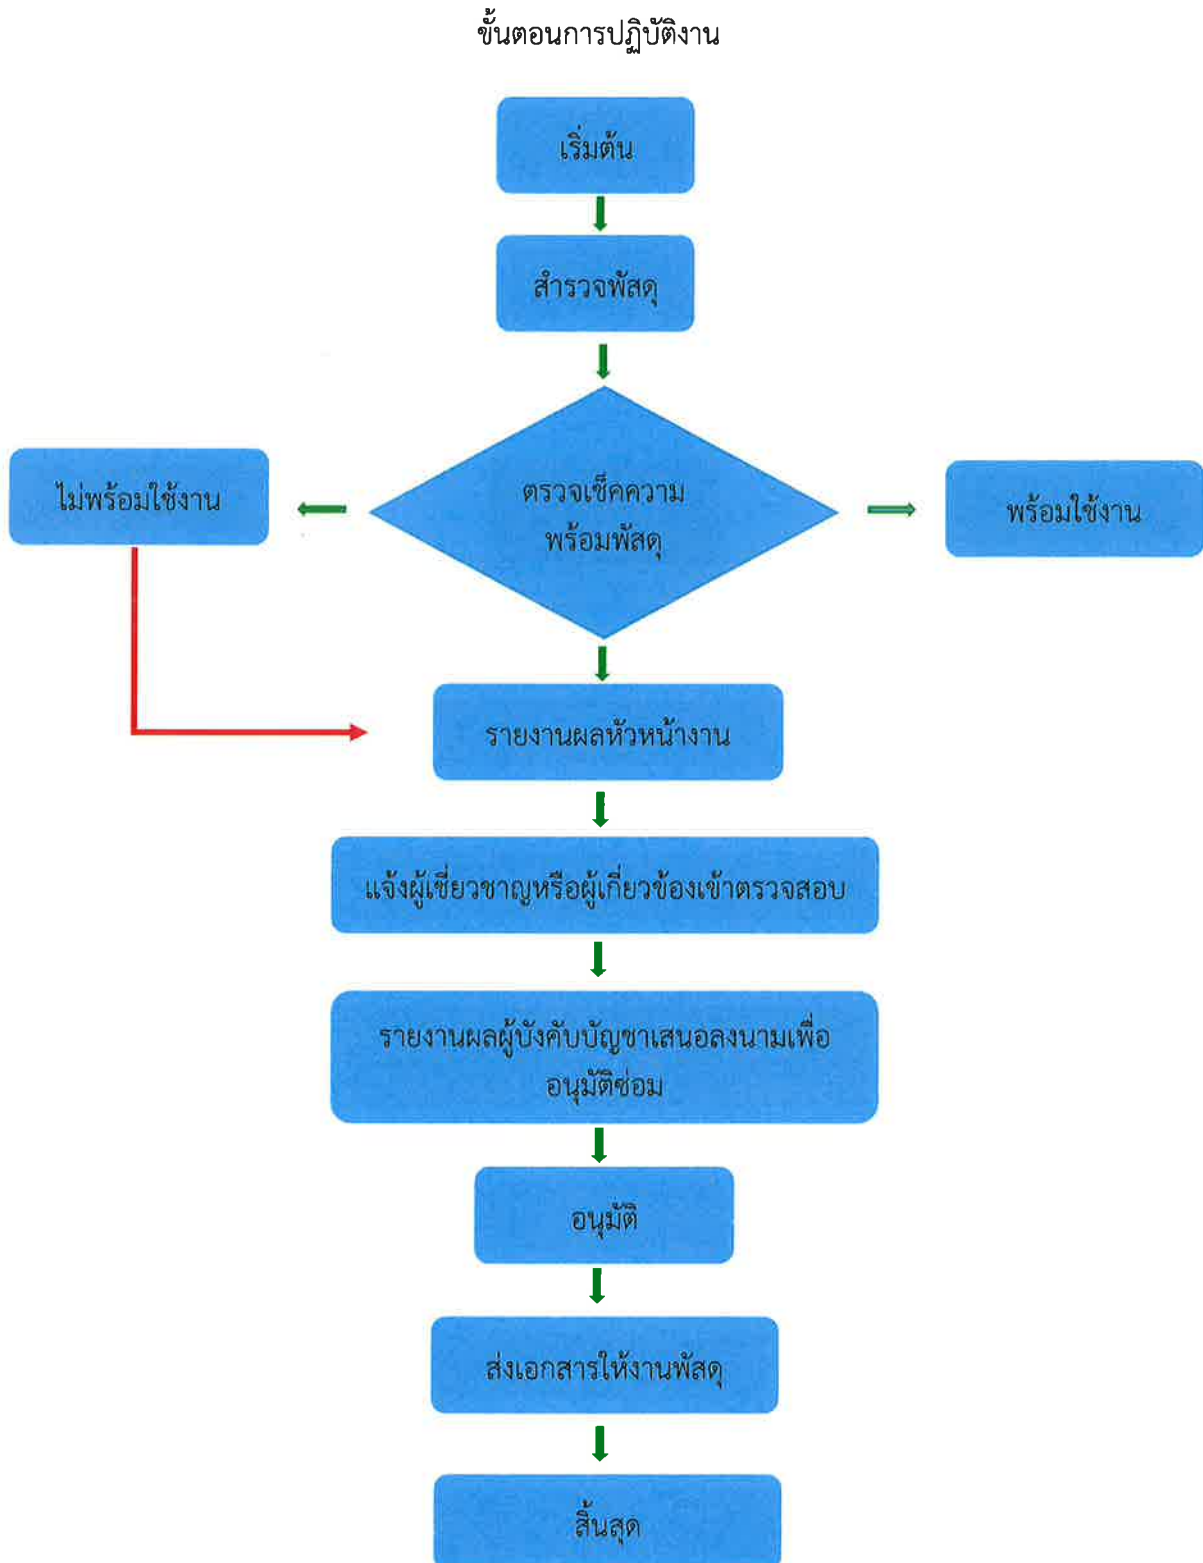 ขั้นตอนการปฏิบัติงาน
เริ่มต้น
สำรวจพัสดุ
ไม่พร้อมใช้งาน
ตรวจเช็คความ
พร้อมพัสดุ
พร้อมใช้งาน
รายงานผลหัวหน้างาน
แจ้งผู้เชี่ยวชาญหรือผู้เกี่ยวข้องเข้าตรวจสอบ
รายงานผลผู้บังคับบัญชาเสนอลงนามเพื่อ
อนุมัติซ่อม
อนุมัติ
ส่งเอกสารให้งานพัสดุ
สิ้นสุด